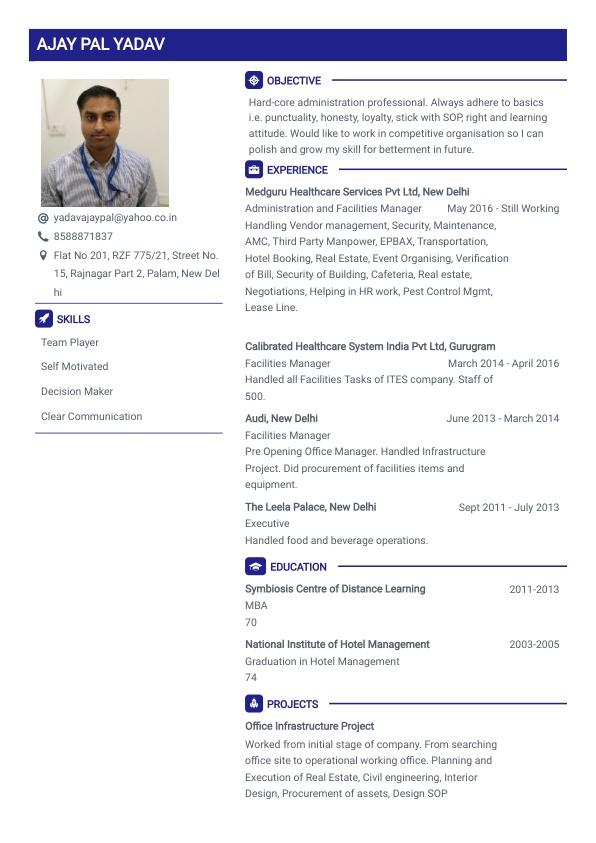 AJAY PAL YADAV
yadavajaypal@yahoo.co.in
8588871837
Flat No 201, RZF 775/21, Street No.
15, Rajnagar Part 2, Palam, New Del
hi
SKILLS
Team Player
Self Motivated
Decision Maker
Clear Communication
OBJECTIVE
Hard-core administration professional. Always adhere to basics
i.e. punctuality, honesty, loyalty, stick with SOP, right and learning
attitude. Would like to work in competitive organisation so I can
polish and grow my skill for betterment in future.
EXPERIENCE
Medguru Healthcare Services Pvt Ltd, New Delhi
Administration and Facilities Manager May 2016 - Still Working
Handling Vendor management, Security, Maintenance,
AMC, Third Party Manpower, EPBAX, Transportation,
Hotel Booking, Real Estate, Event Organising, Verification
of Bill, Security of Building, Cafeteria, Real estate,
Negotiations, Helping in HR work, Pest Control Mgmt,
Lease Line.
Calibrated Healthcare System India Pvt Ltd, Gurugram
Facilities Manager March 2014 - April 2016
Handled all Facilities Tasks of ITES company. Staff of
500.
Audi, New Delhi June 2013 - March 2014
Facilities Manager
Pre Opening Office Manager. Handled Infrastructure
Project. Did procurement of facilities items and
equipment.
The Leela Palace, New Delhi Sept 2011 - July 2013
Executive
Handled food and beverage operations.
EDUCATION
Symbiosis Centre of Distance Learning 2011-2013
MBA
70
National Institute of Hotel Management 2003-2005
Graduation in Hotel Management
74
PROJECTS
Office Infrastructure Project
Worked from initial stage of company. From searching
office site to operational working office. Planning and
Execution of Real Estate, Civil engineering, Interior
Design, Procurement of assets, Design SOP